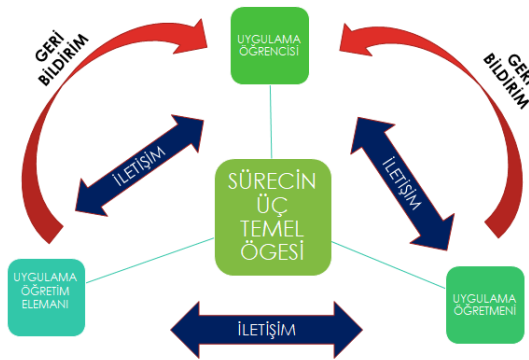 UYGULAMA
ÖĞRENCİSİ
GERİ
BİLDİRİM
GERİ
BİLDİRİM
İLETİŞİM
İLETİŞİM
SÜRECİN
ÜÇ
TEMEL
ÖGESİ
UYGULAMA
ÖĞRETİM
ELEMANI
UYGULAMA
ÖĞRETMENİ
İLETİŞİM